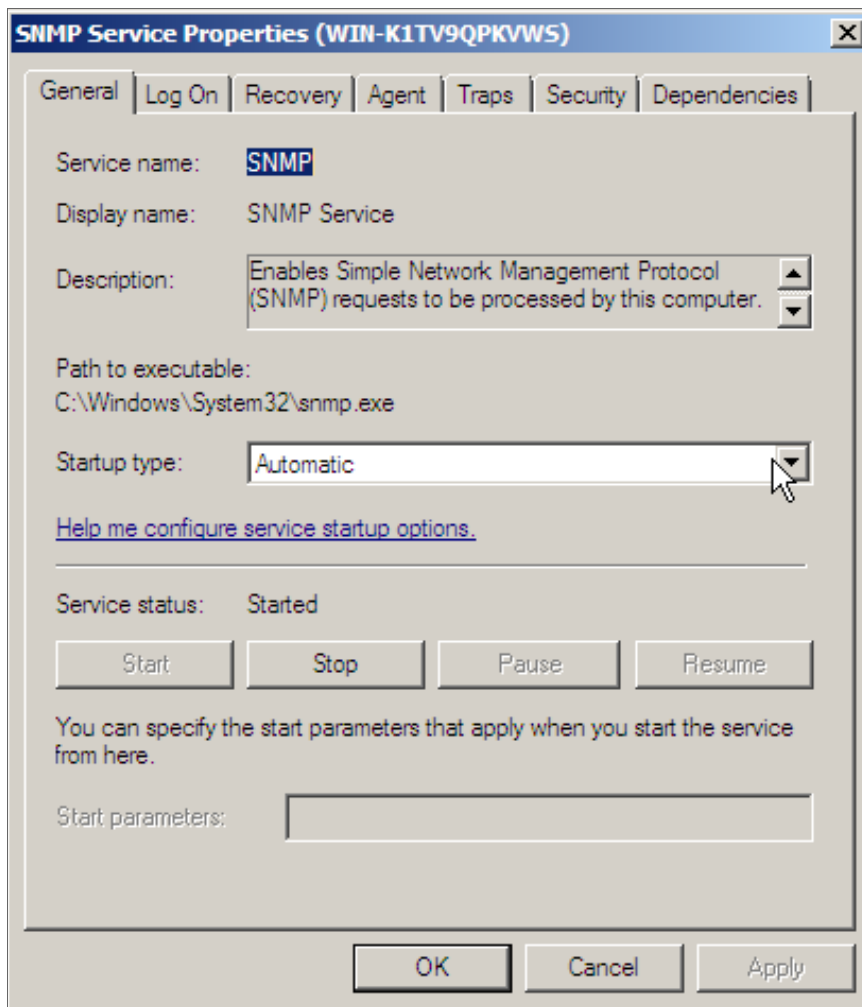 SNMP Service Properties (WIN-K1TV9QPKVWS)
General Log On Recovery Agent Traps Security Dependencies
Service name: SNMP
Display name: SNMP Service
Description: Enables Simple Network Management Protocol
(SNMP) requests to be processed by this computer.
Path to executable:
C:\Windows\System32\snmp.exe
Startup type: Automatic
Help me configure service startup options.
Service status: Started
Start Stop Pause Resume
You can specify the start parameters that apply when you start the service
from here.
Start parameters:
OK Cancel Apply